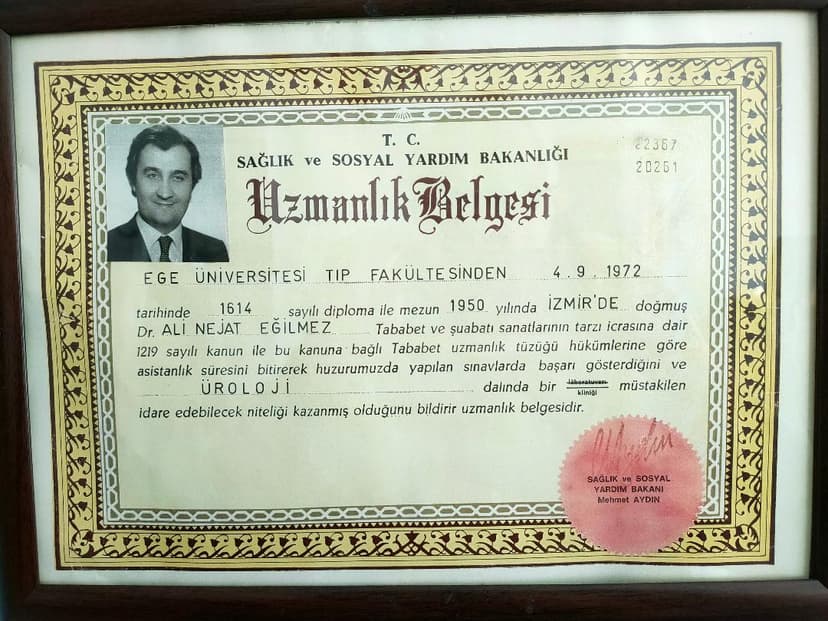 T. C.
SAĞLIK ve SOSYAL YARDIM BAKANLIĞI
22367
20261
Uzmanlık Belgesi
EGE ÜNİVERSİTESİ TIP FAKÜLTESİNDEN 4.9.1972
tarihinde 1614 sayılı diploma ile mezun 1950 yılında İZMİR'DE doğmuş
Dr. ALİ NEJAT EĞİLMEZ Tababet ve şuabatı sanatlarının tarzı icrasına dair
1219 sayılı kanun ile bu kanuna bağlı Tababet uzmanlık tüzüğü hükümlerine göre
asistanlık süresini bitirerek huzurumuzda yapılan sınavlarda başarı gösterdiğini ve
ÜROLOJİ dalında bir laboratuvarı kliniği müstakilen
idare edebilecek niteliği kazanmış olduğunu bildirir uzmanlık belgesidir.
SAĞLIK ve SOSYAL
YARDIM BAKANI
Mehmet AYDIN